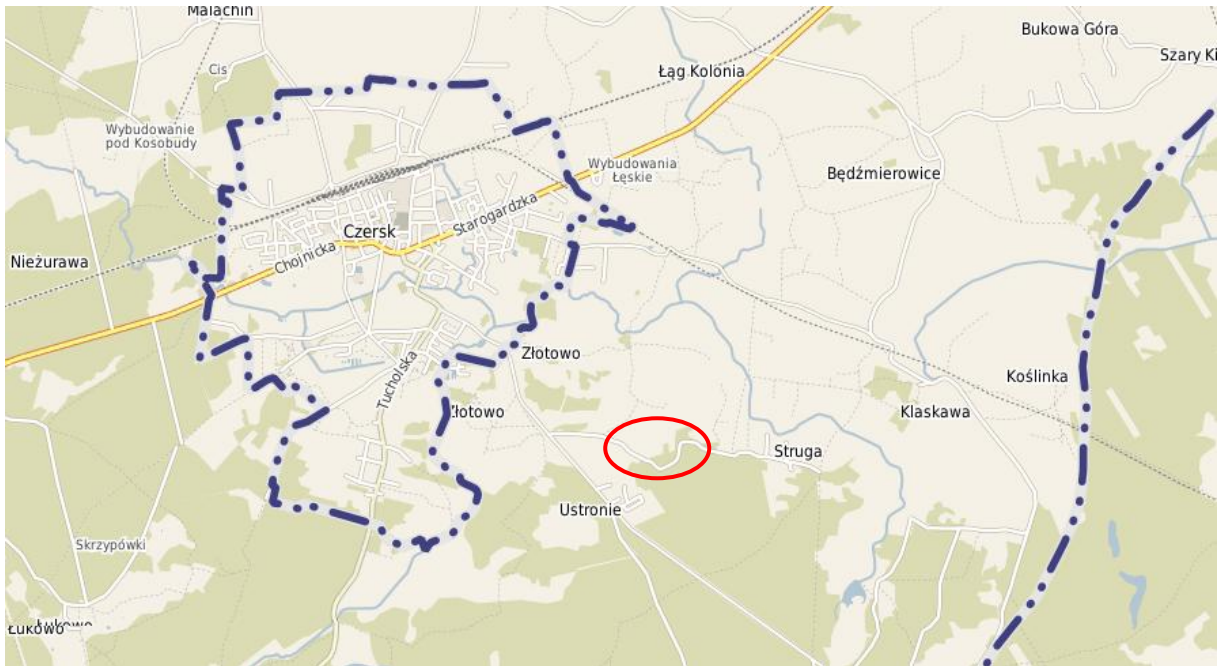 Malachin
Bukowa Góra
Szary Ki
Cis
Łąg Kolonia
Wybudowanie
pod Kosobudy
Wybudowania
Łęskie
Będźmierowice
Starogardzka
Czersk
Chojnicka
Nieżurawa
Złotowo
Koślinka
Tucholska
Złotowo
Klaskawa
Struga
Ustronie
Skrzypówki
Łukowo